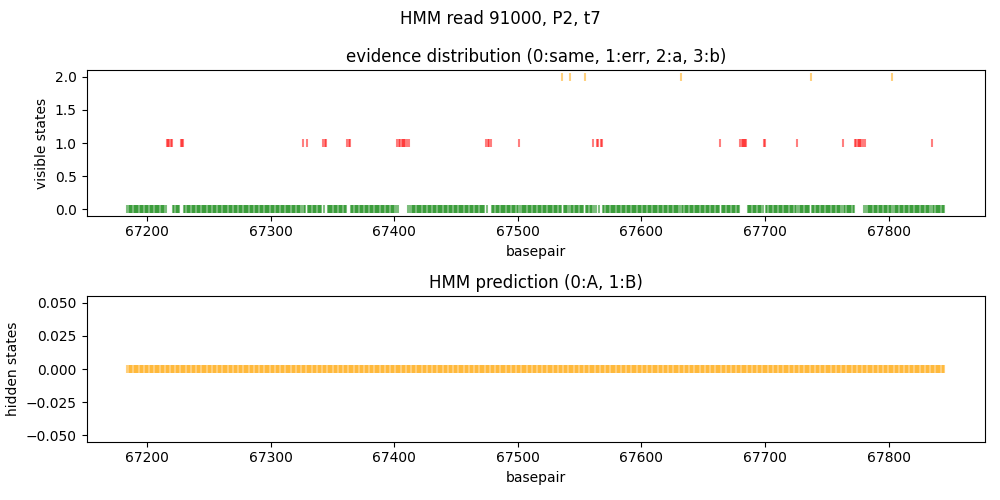 HMM read 91000, P2, t7
evidence distribution (0:same, 1:err, 2:a, 3:b)
visible states
2.0
1.5
1.0
0.5
0.0
67200 67300 67400 67500 67600 67700 67800
basepair
HMM prediction (0:A, 1:B)
hidden states
0.050
0.025
0.000
−0.025
−0.050
67200 67300 67400 67500 67600 67700 67800
basepair